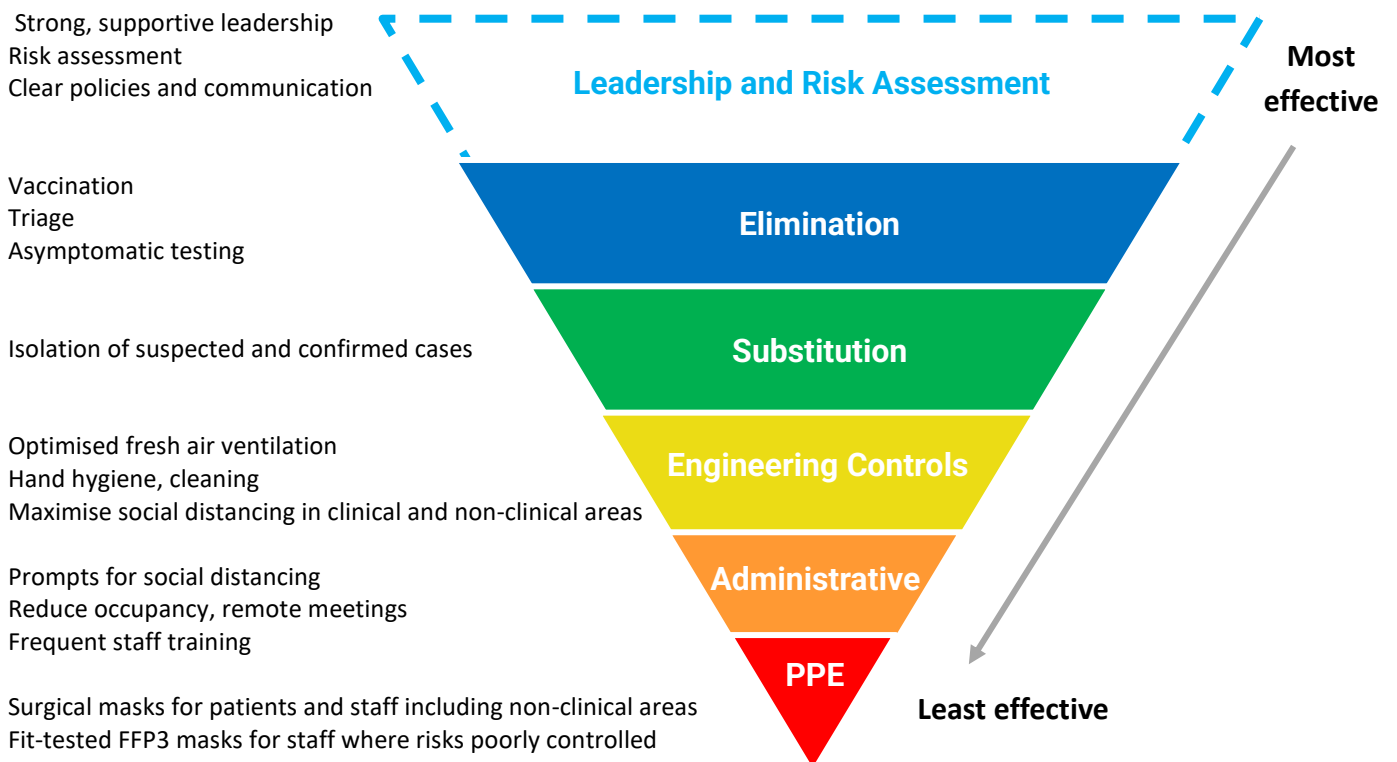 Strong, supportive leadership
Risk assessment
Clear policies and communication
Leadership and Risk Assessment
Most
effective
Vaccination
Triage
Asymptomatic testing
Elimination
Isolation of suspected and confirmed cases
Substitution
Optimised fresh air ventilation
Hand hygiene, cleaning
Maximise social distancing in clinical and non-clinical areas
Engineering Controls
Prompts for social distancing
Reduce occupancy, remote meetings
Frequent staff training
Administrative
PPE
Surgical masks for patients and staff including non-clinical areas
Fit-tested FFP3 masks for staff where risks poorly controlled
Least effective